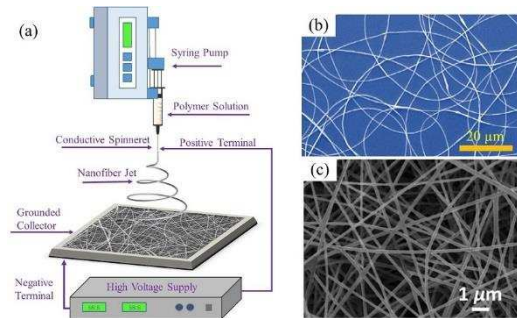 (a)
Syring Pump
Polymer Solution
Conductive Spinneret
Positive Terminal
Nanofiber Jet
Grounded
Collector
Negative
Terminal
High Voltage Supply
(b)
20 µm
(c)
1 µm